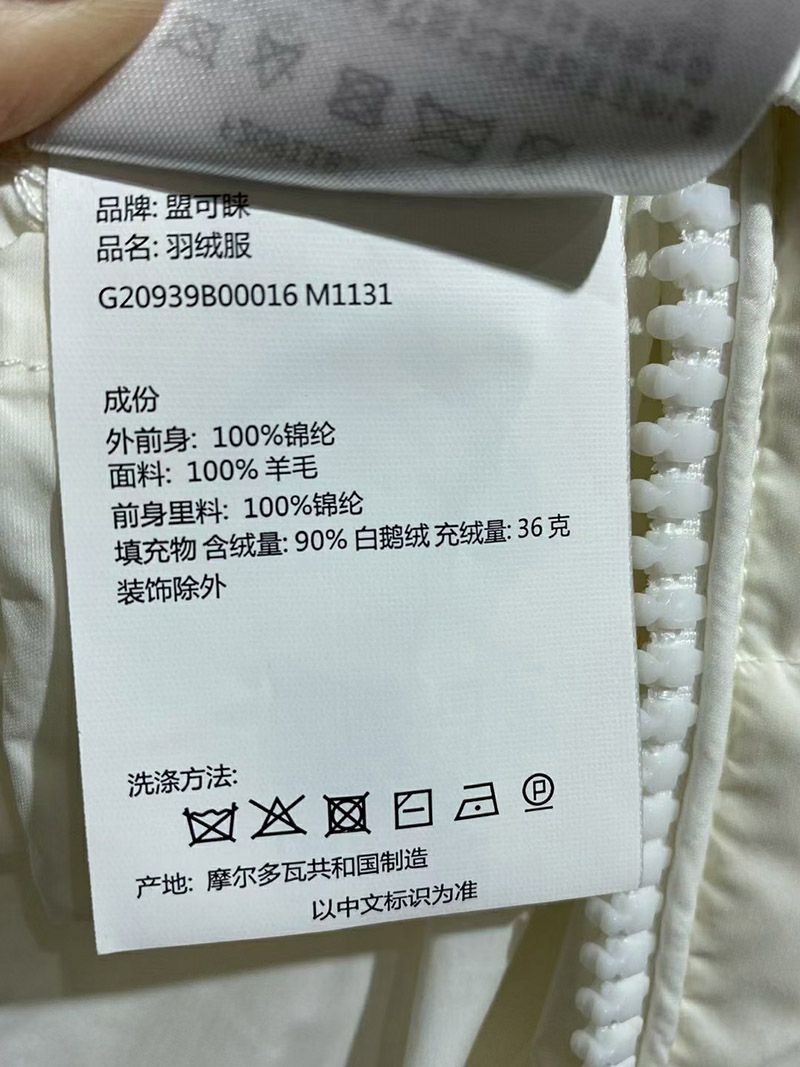 品牌: 盟可睐
品名: 羽绒服
G20939B00016 M1131
成份
外前身: 100%锦纶
面料: 100% 羊毛
前身里料: 100%锦纶
填充物 含绒量: 90% 白鹅绒 充绒量: 36 克
装饰除外
洗涤方法:
P
产地: 摩尔多瓦共和国制造
以中文标识为准